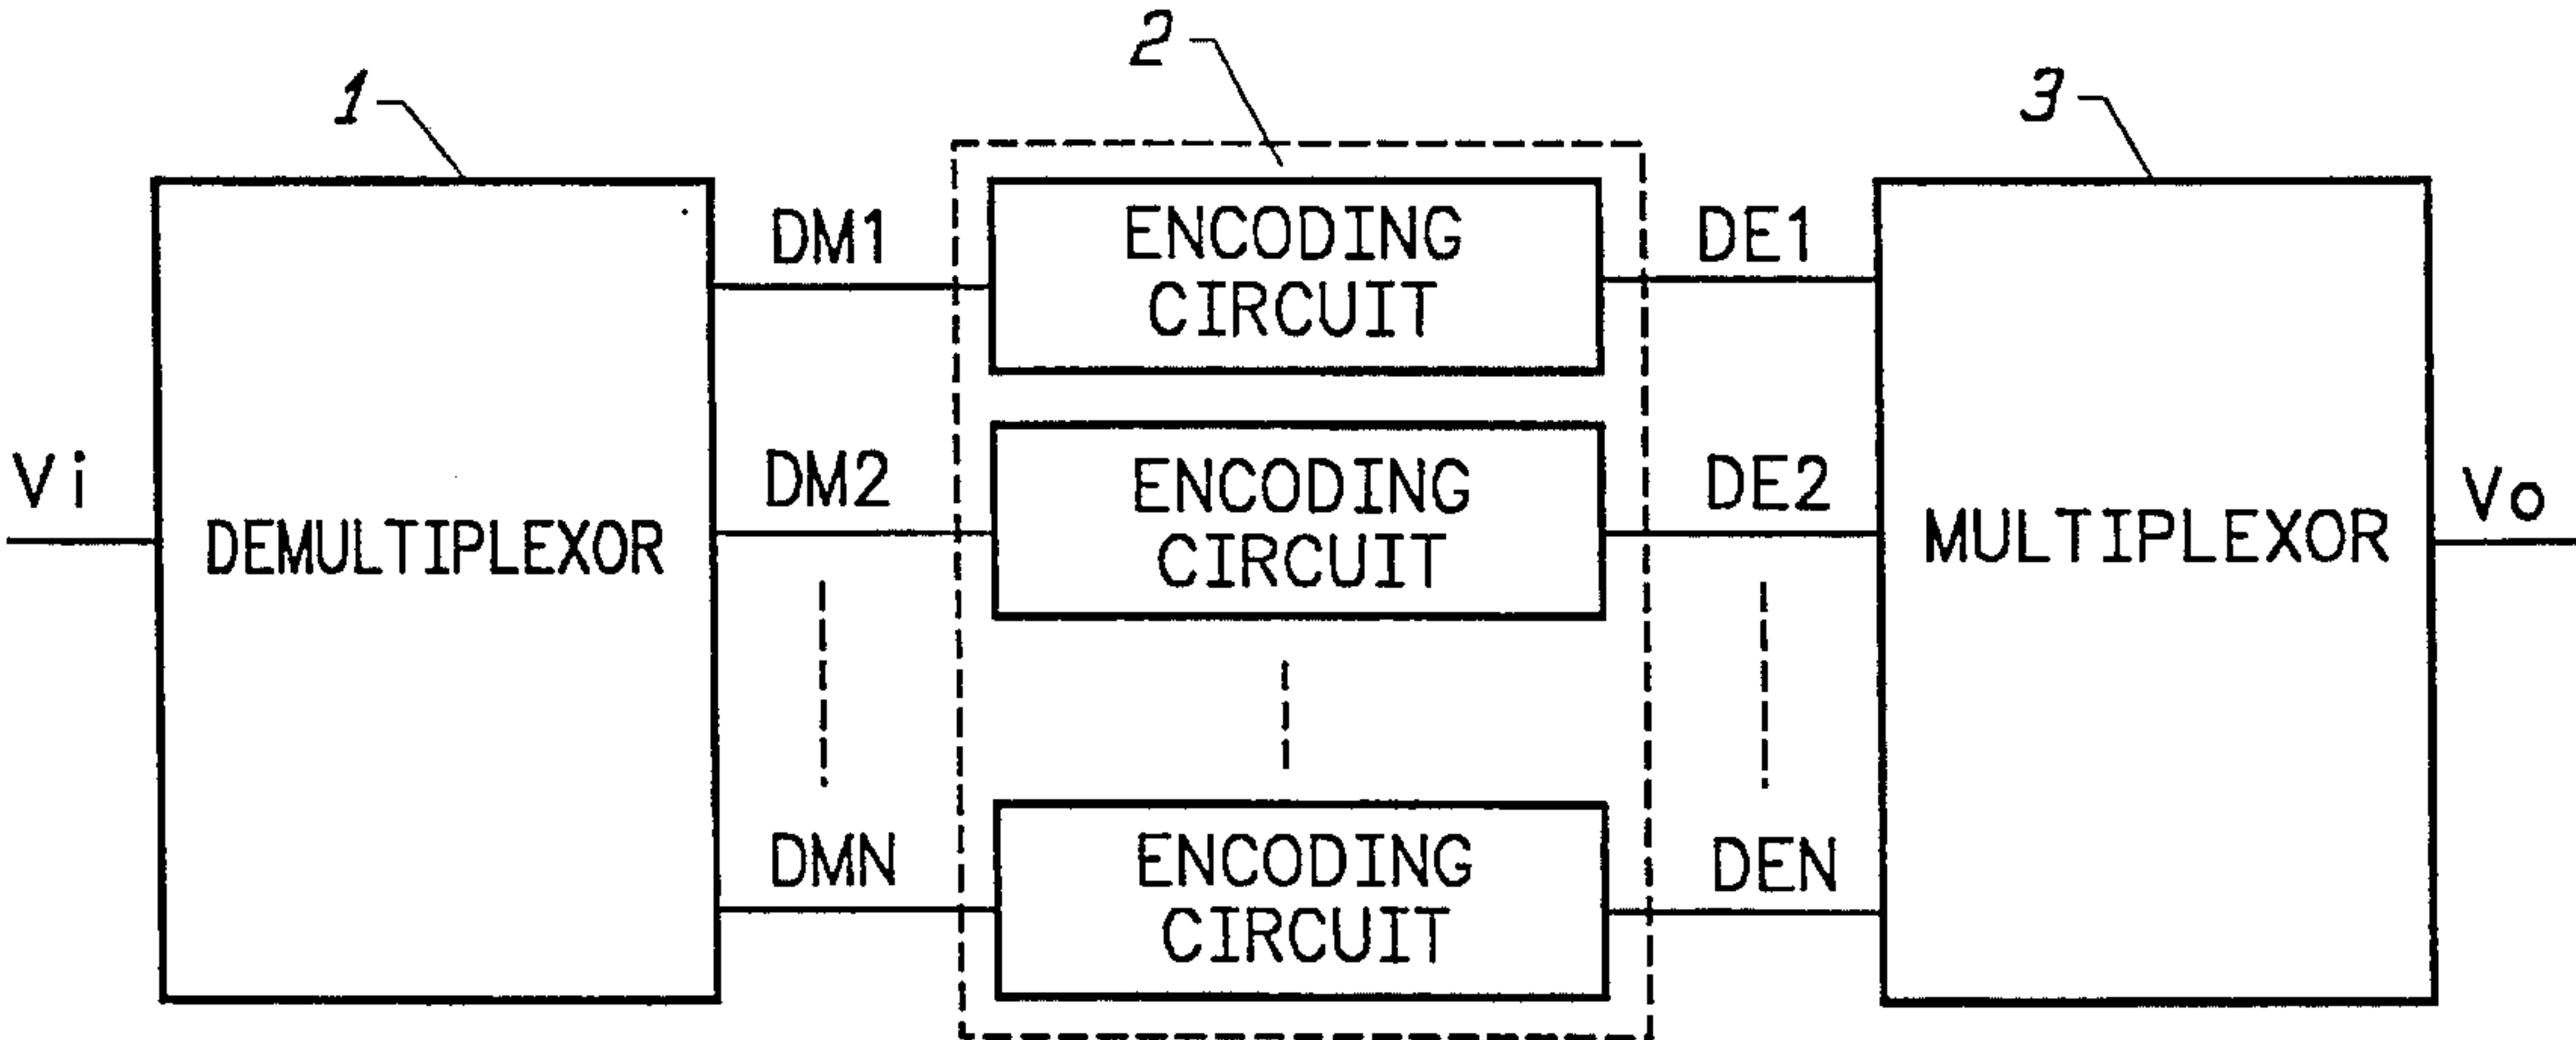 1
2
3
DM1
ENCODING
CIRCUIT
DE1
Vi
DEMULTIPLEXOR
DM2
ENCODING
CIRCUIT
DE2
MULTIPLEXOR
Vo
DMN
ENCODING
CIRCUIT
DEN